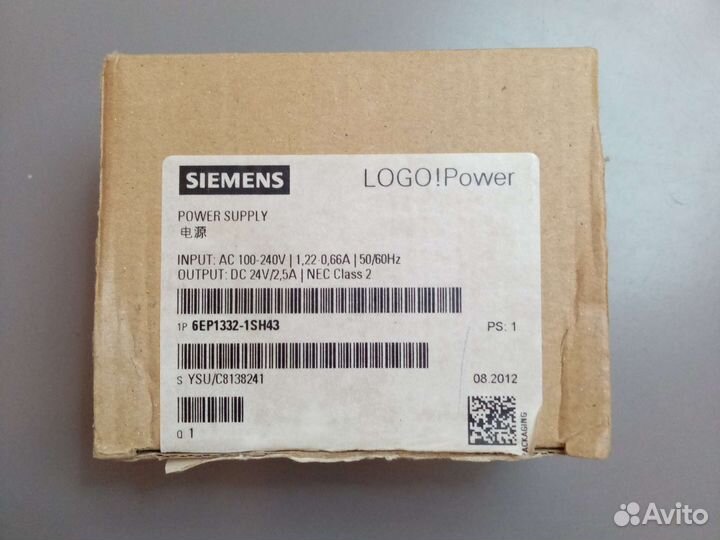 SIEMENS
LOGO!Power
POWER SUPPLY
电源
INPUT: AC 100-240V | 1,22-0,66A | 50/60Hz
OUTPUT: DC 24V/2,5A | NEC Class 2
1P 6EP1332-1SH43
PS: 1
S YSU/C8138241
08.2012
Q 1
PACKAGING
Avito